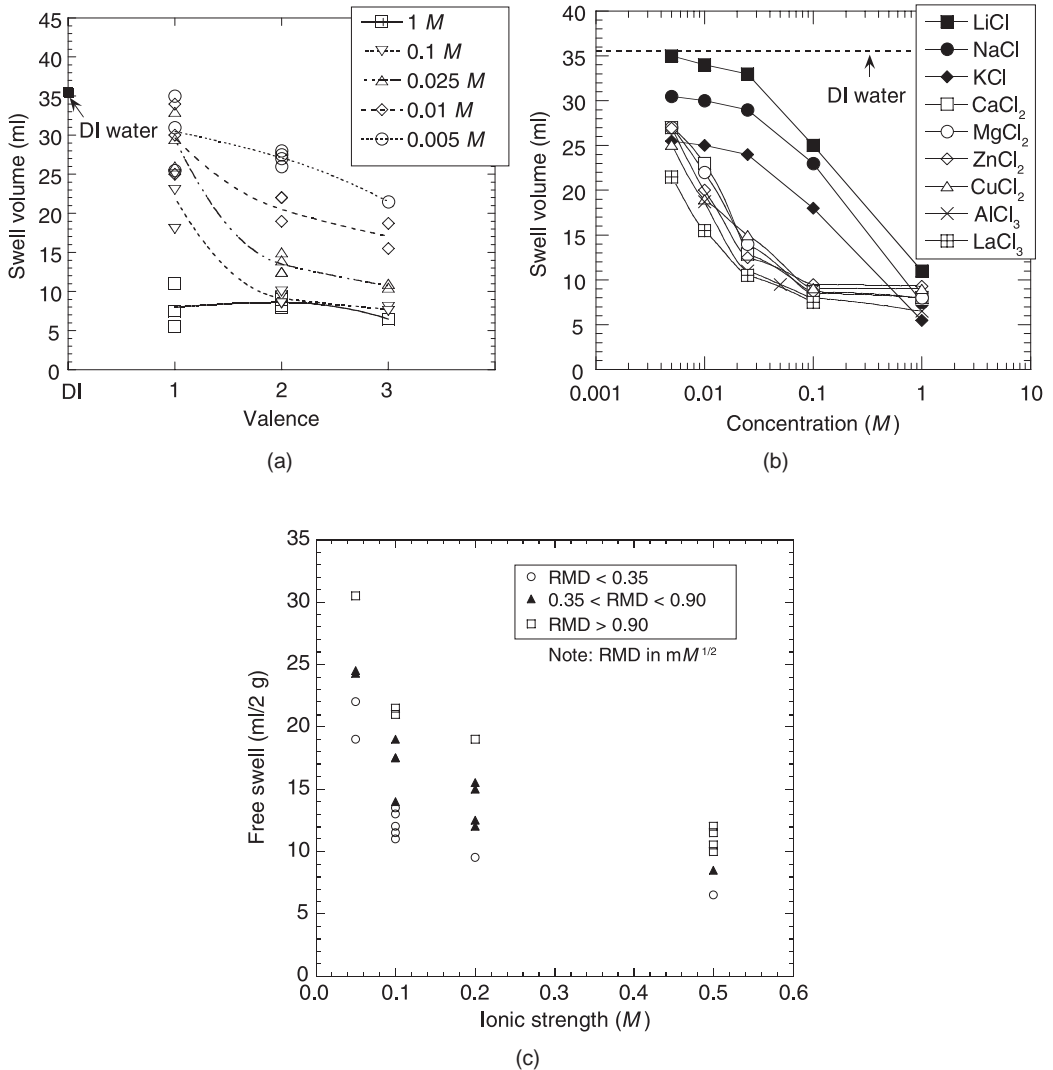 45
40
35
30
25
20
15
10
5
0
Swell volume (ml)
DI water
DI
1
2
3
Valence
1 M
0.1 M
0.025 M
0.01 M
0.005 M
(a)
40
35
30
25
20
15
10
5
0
Swell volume (ml)
DI water
0.001
0.01
0.1
1
10
Concentration (M)
LiCl
NaCl
KCl
CaCl₂
MgCl₂
ZnCl₂
CuCl₂
AlCl₃
LaCl₃
(b)
35
30
25
20
15
10
5
0
Free swell (ml/2 g)
RMD < 0.35
0.35 < RMD < 0.90
RMD > 0.90
Note: RMD in mM^1/2
0.0
0.1
0.2
0.3
0.4
0.5
0.6
Ionic strength (M)
(c)